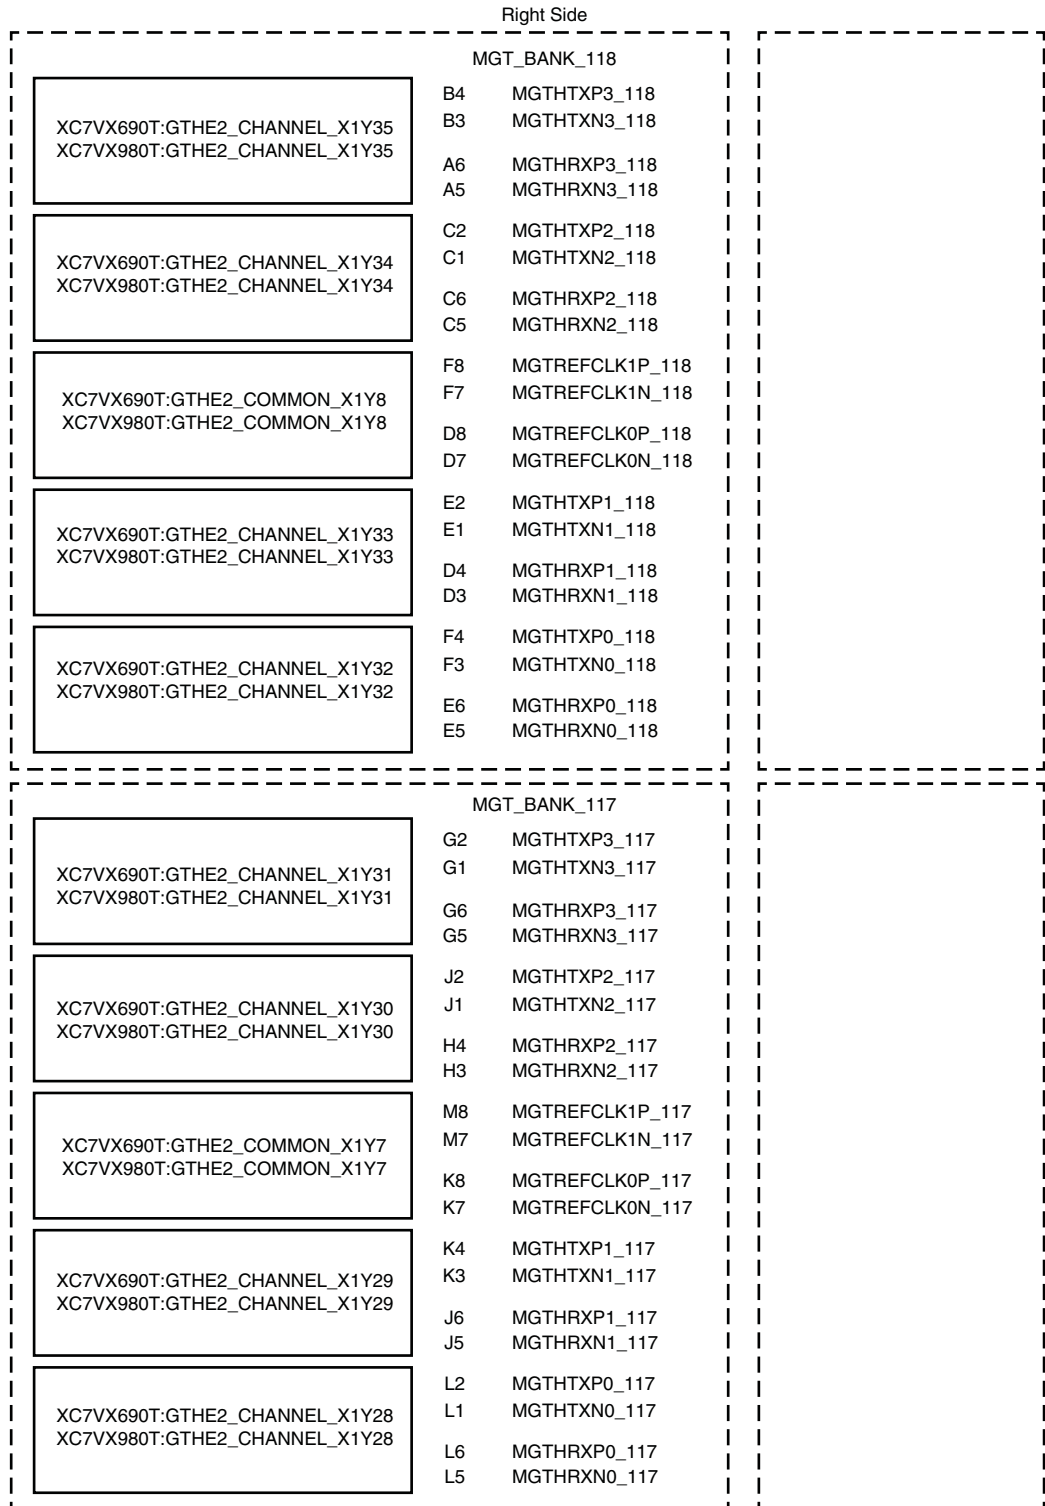 Right Side
MGT_BANK_118
XC7VX690T:GTHE2_CHANNEL_X1Y35
XC7VX980T:GTHE2_CHANNEL_X1Y35
B4 MGTHTXP3_118
B3 MGTHTXN3_118
A6 MGTHRXP3_118
A5 MGTHRXN3_118
XC7VX690T:GTHE2_CHANNEL_X1Y34
XC7VX980T:GTHE2_CHANNEL_X1Y34
C2 MGTHTXP2_118
C1 MGTHTXN2_118
C6 MGTHRXP2_118
C5 MGTHRXN2_118
XC7VX690T:GTHE2_COMMON_X1Y8
XC7VX980T:GTHE2_COMMON_X1Y8
F8 MGTREFCLK1P_118
F7 MGTREFCLK1N_118
D8 MGTREFCLK0P_118
D7 MGTREFCLK0N_118
XC7VX690T:GTHE2_CHANNEL_X1Y33
XC7VX980T:GTHE2_CHANNEL_X1Y33
E2 MGTHTXP1_118
E1 MGTHTXN1_118
D4 MGTHRXP1_118
D3 MGTHRXN1_118
XC7VX690T:GTHE2_CHANNEL_X1Y32
XC7VX980T:GTHE2_CHANNEL_X1Y32
F4 MGTHTXP0_118
F3 MGTHTXN0_118
E6 MGTHRXP0_118
E5 MGTHRXN0_118
MGT_BANK_117
XC7VX690T:GTHE2_CHANNEL_X1Y31
XC7VX980T:GTHE2_CHANNEL_X1Y31
G2 MGTHTXP3_117
G1 MGTHTXN3_117
G6 MGTHRXP3_117
G5 MGTHRXN3_117
XC7VX690T:GTHE2_CHANNEL_X1Y30
XC7VX980T:GTHE2_CHANNEL_X1Y30
J2 MGTHTXP2_117
J1 MGTHTXN2_117
H4 MGTHRXP2_117
H3 MGTHRXN2_117
XC7VX690T:GTHE2_COMMON_X1Y7
XC7VX980T:GTHE2_COMMON_X1Y7
M8 MGTREFCLK1P_117
M7 MGTREFCLK1N_117
K8 MGTREFCLK0P_117
K7 MGTREFCLK0N_117
XC7VX690T:GTHE2_CHANNEL_X1Y29
XC7VX980T:GTHE2_CHANNEL_X1Y29
K4 MGTHTXP1_117
K3 MGTHTXN1_117
J6 MGTHRXP1_117
J5 MGTHRXN1_117
XC7VX690T:GTHE2_CHANNEL_X1Y28
XC7VX980T:GTHE2_CHANNEL_X1Y28
L2 MGTHTXP0_117
L1 MGTHTXN0_117
L6 MGTHRXP0_117
L5 MGTHRXN0_117